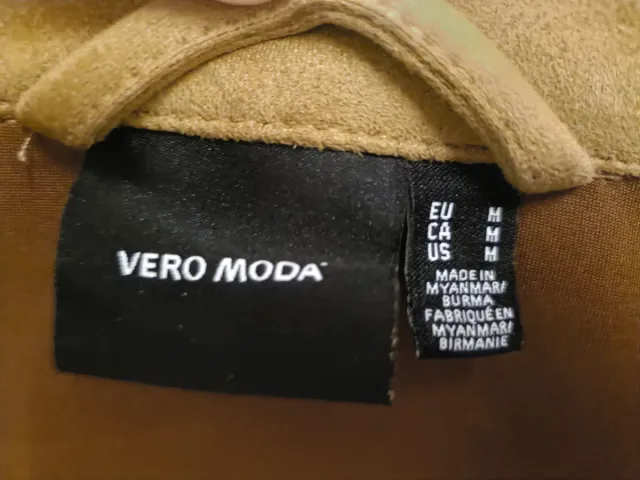 VERO MODA
EU M
CA M
US M
MADE IN
MYANMAR/
BURMA
FABRIQUÉ EN
MYANMAR/
BIRMANIE